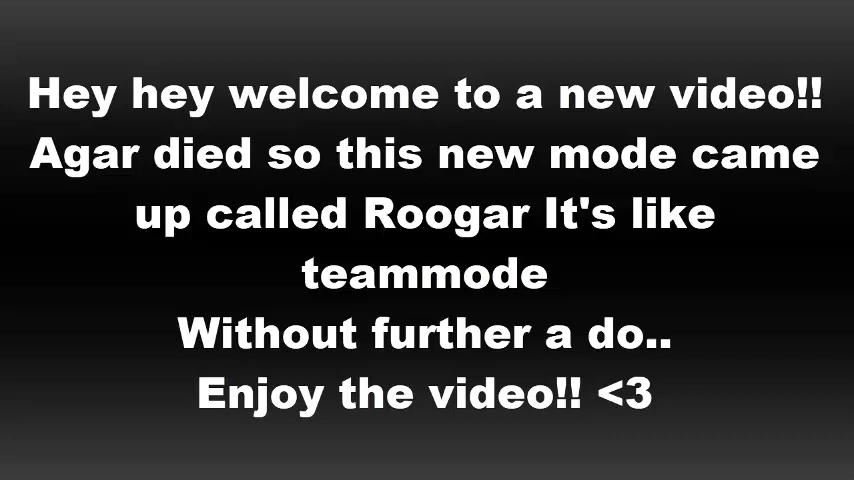 Hey hey welcome to a new video!!
Agar died so this new mode came
up called Roogar It's like
teammode
Without further a do..
Enjoy the video!! <3